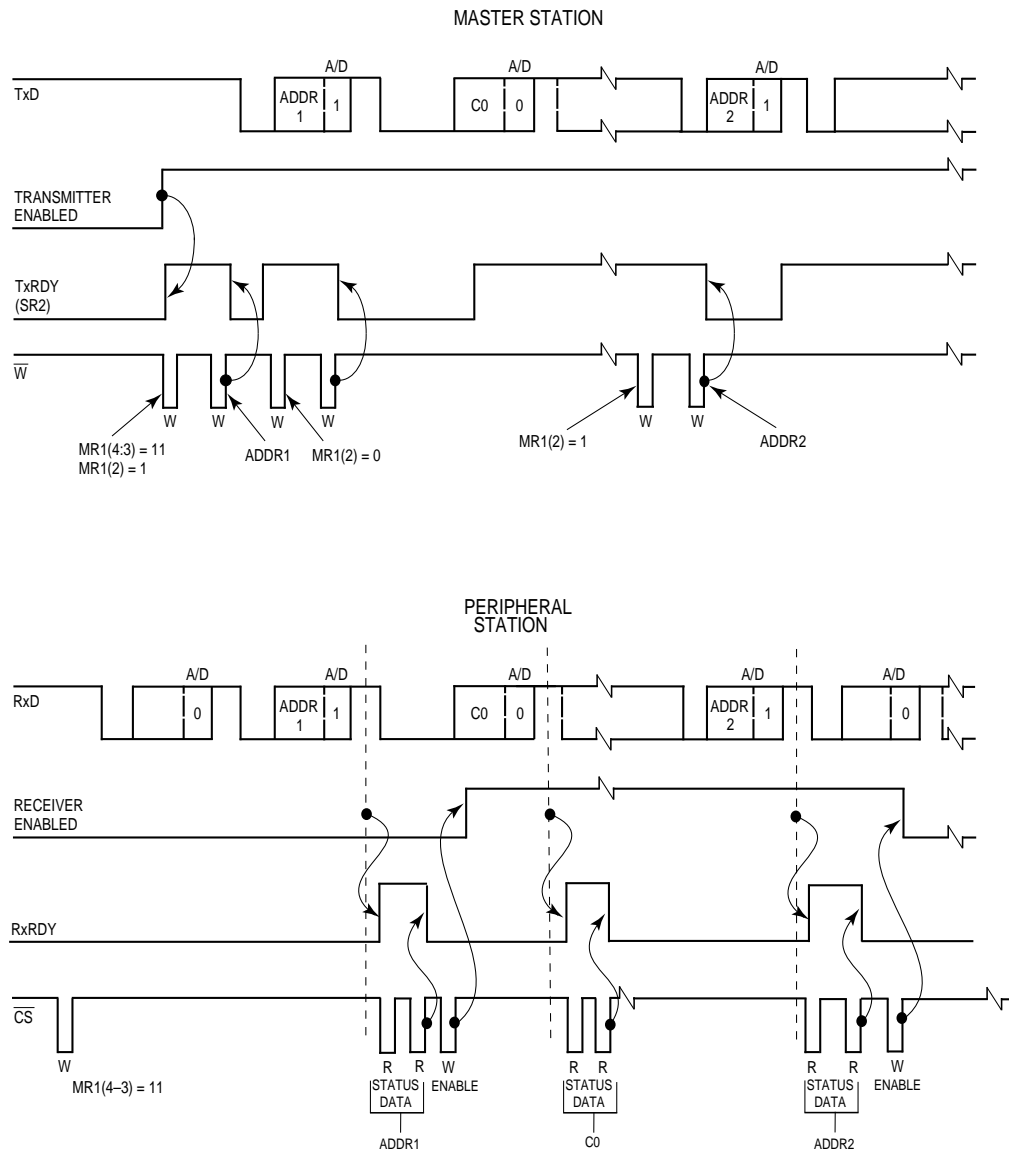 MASTER STATION
A/D A/D A/D
TxD
ADDR
1
1
C0 0
ADDR
2
1
TRANSMITTER
ENABLED
TxRDY
(SR2)
W
W W W W W W
MR1(4:3) = 11
MR1(2) = 1
ADDR1
MR1(2) = 0
MR1(2) = 1
ADDR2
PERIPHERAL
STATION
A/D A/D A/D A/D
RxD
0
ADDR
1
1
C0 0
ADDR
2
1
0
RECEIVER
ENABLED
RxRDY
CS
W
MR1(4–3) = 11
R R W
STATUS
DATA
ENABLE
ADDR1
R R
STATUS
DATA
C0
R R W
STATUS
DATA
ENABLE
ADDR2